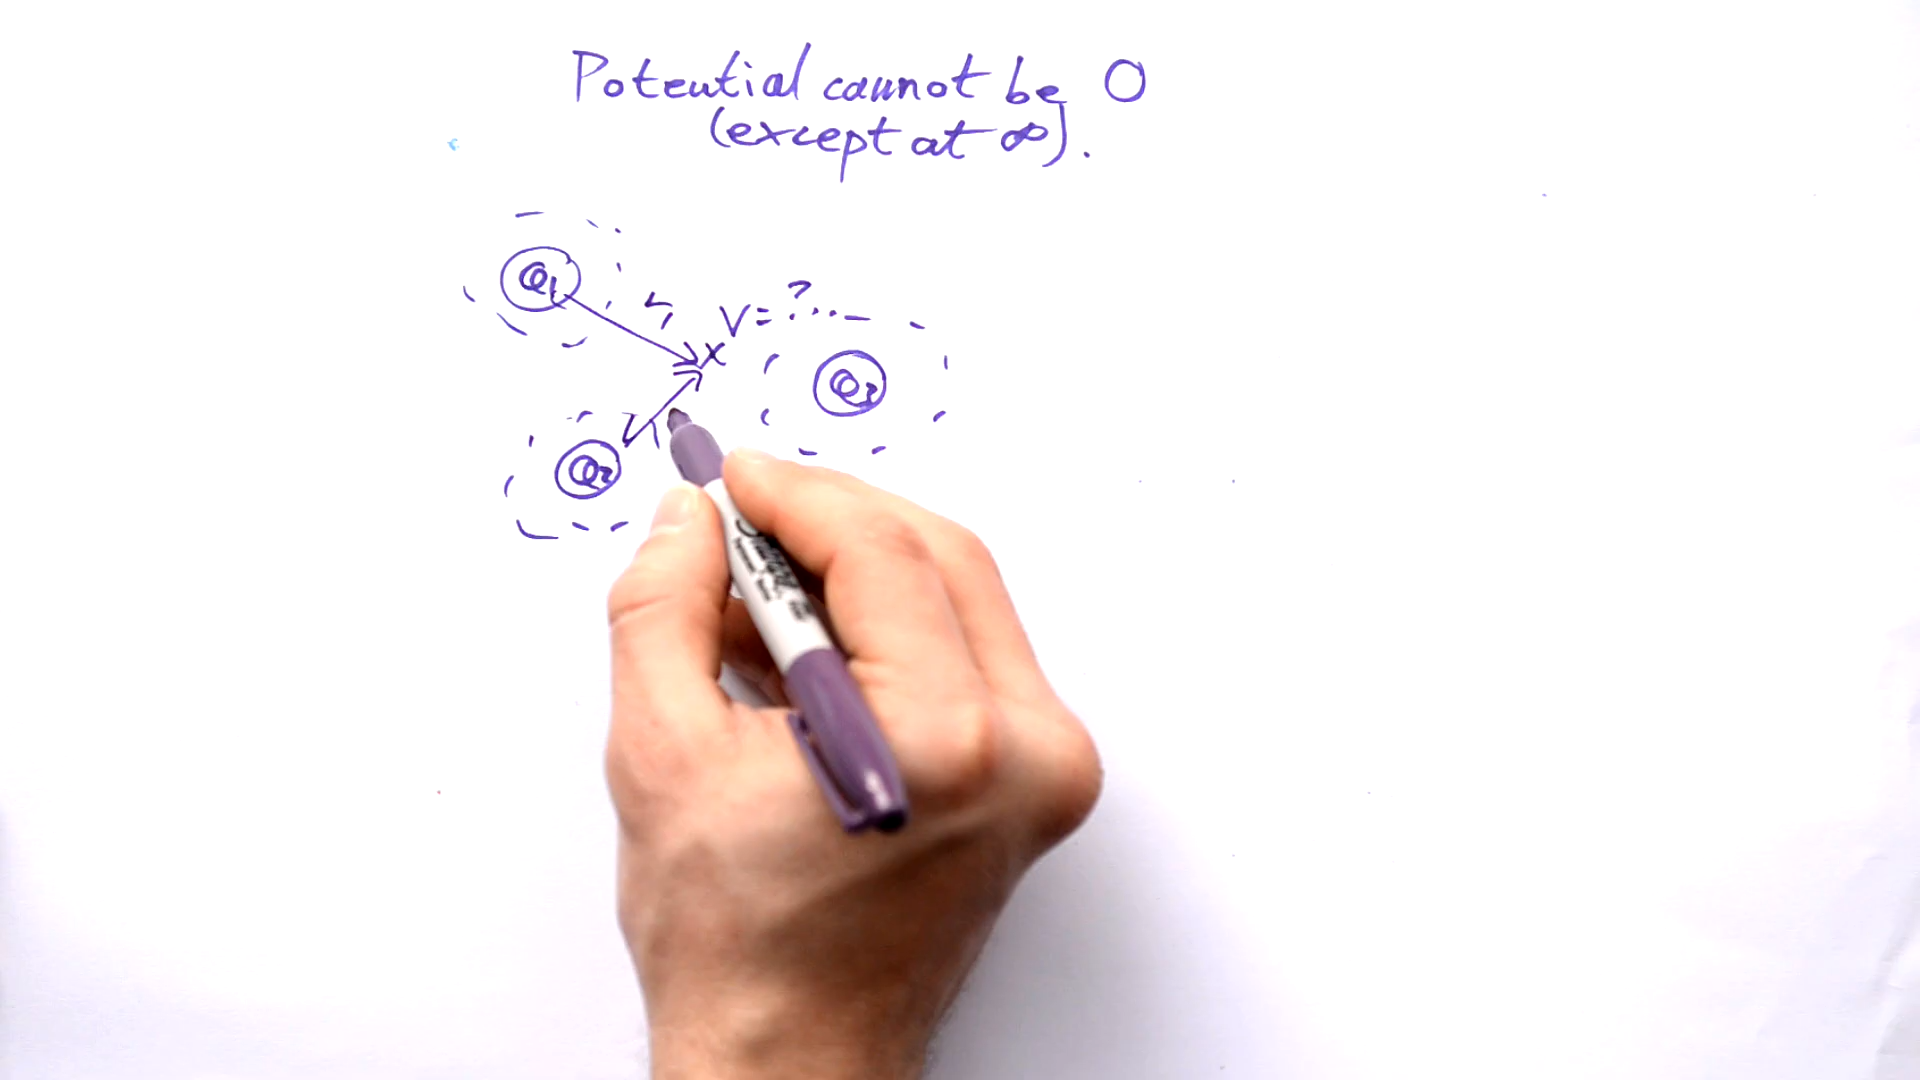 Potential cannot be 0
(except at ∞).
Q1
r1
V = ?...
Q3
Q2